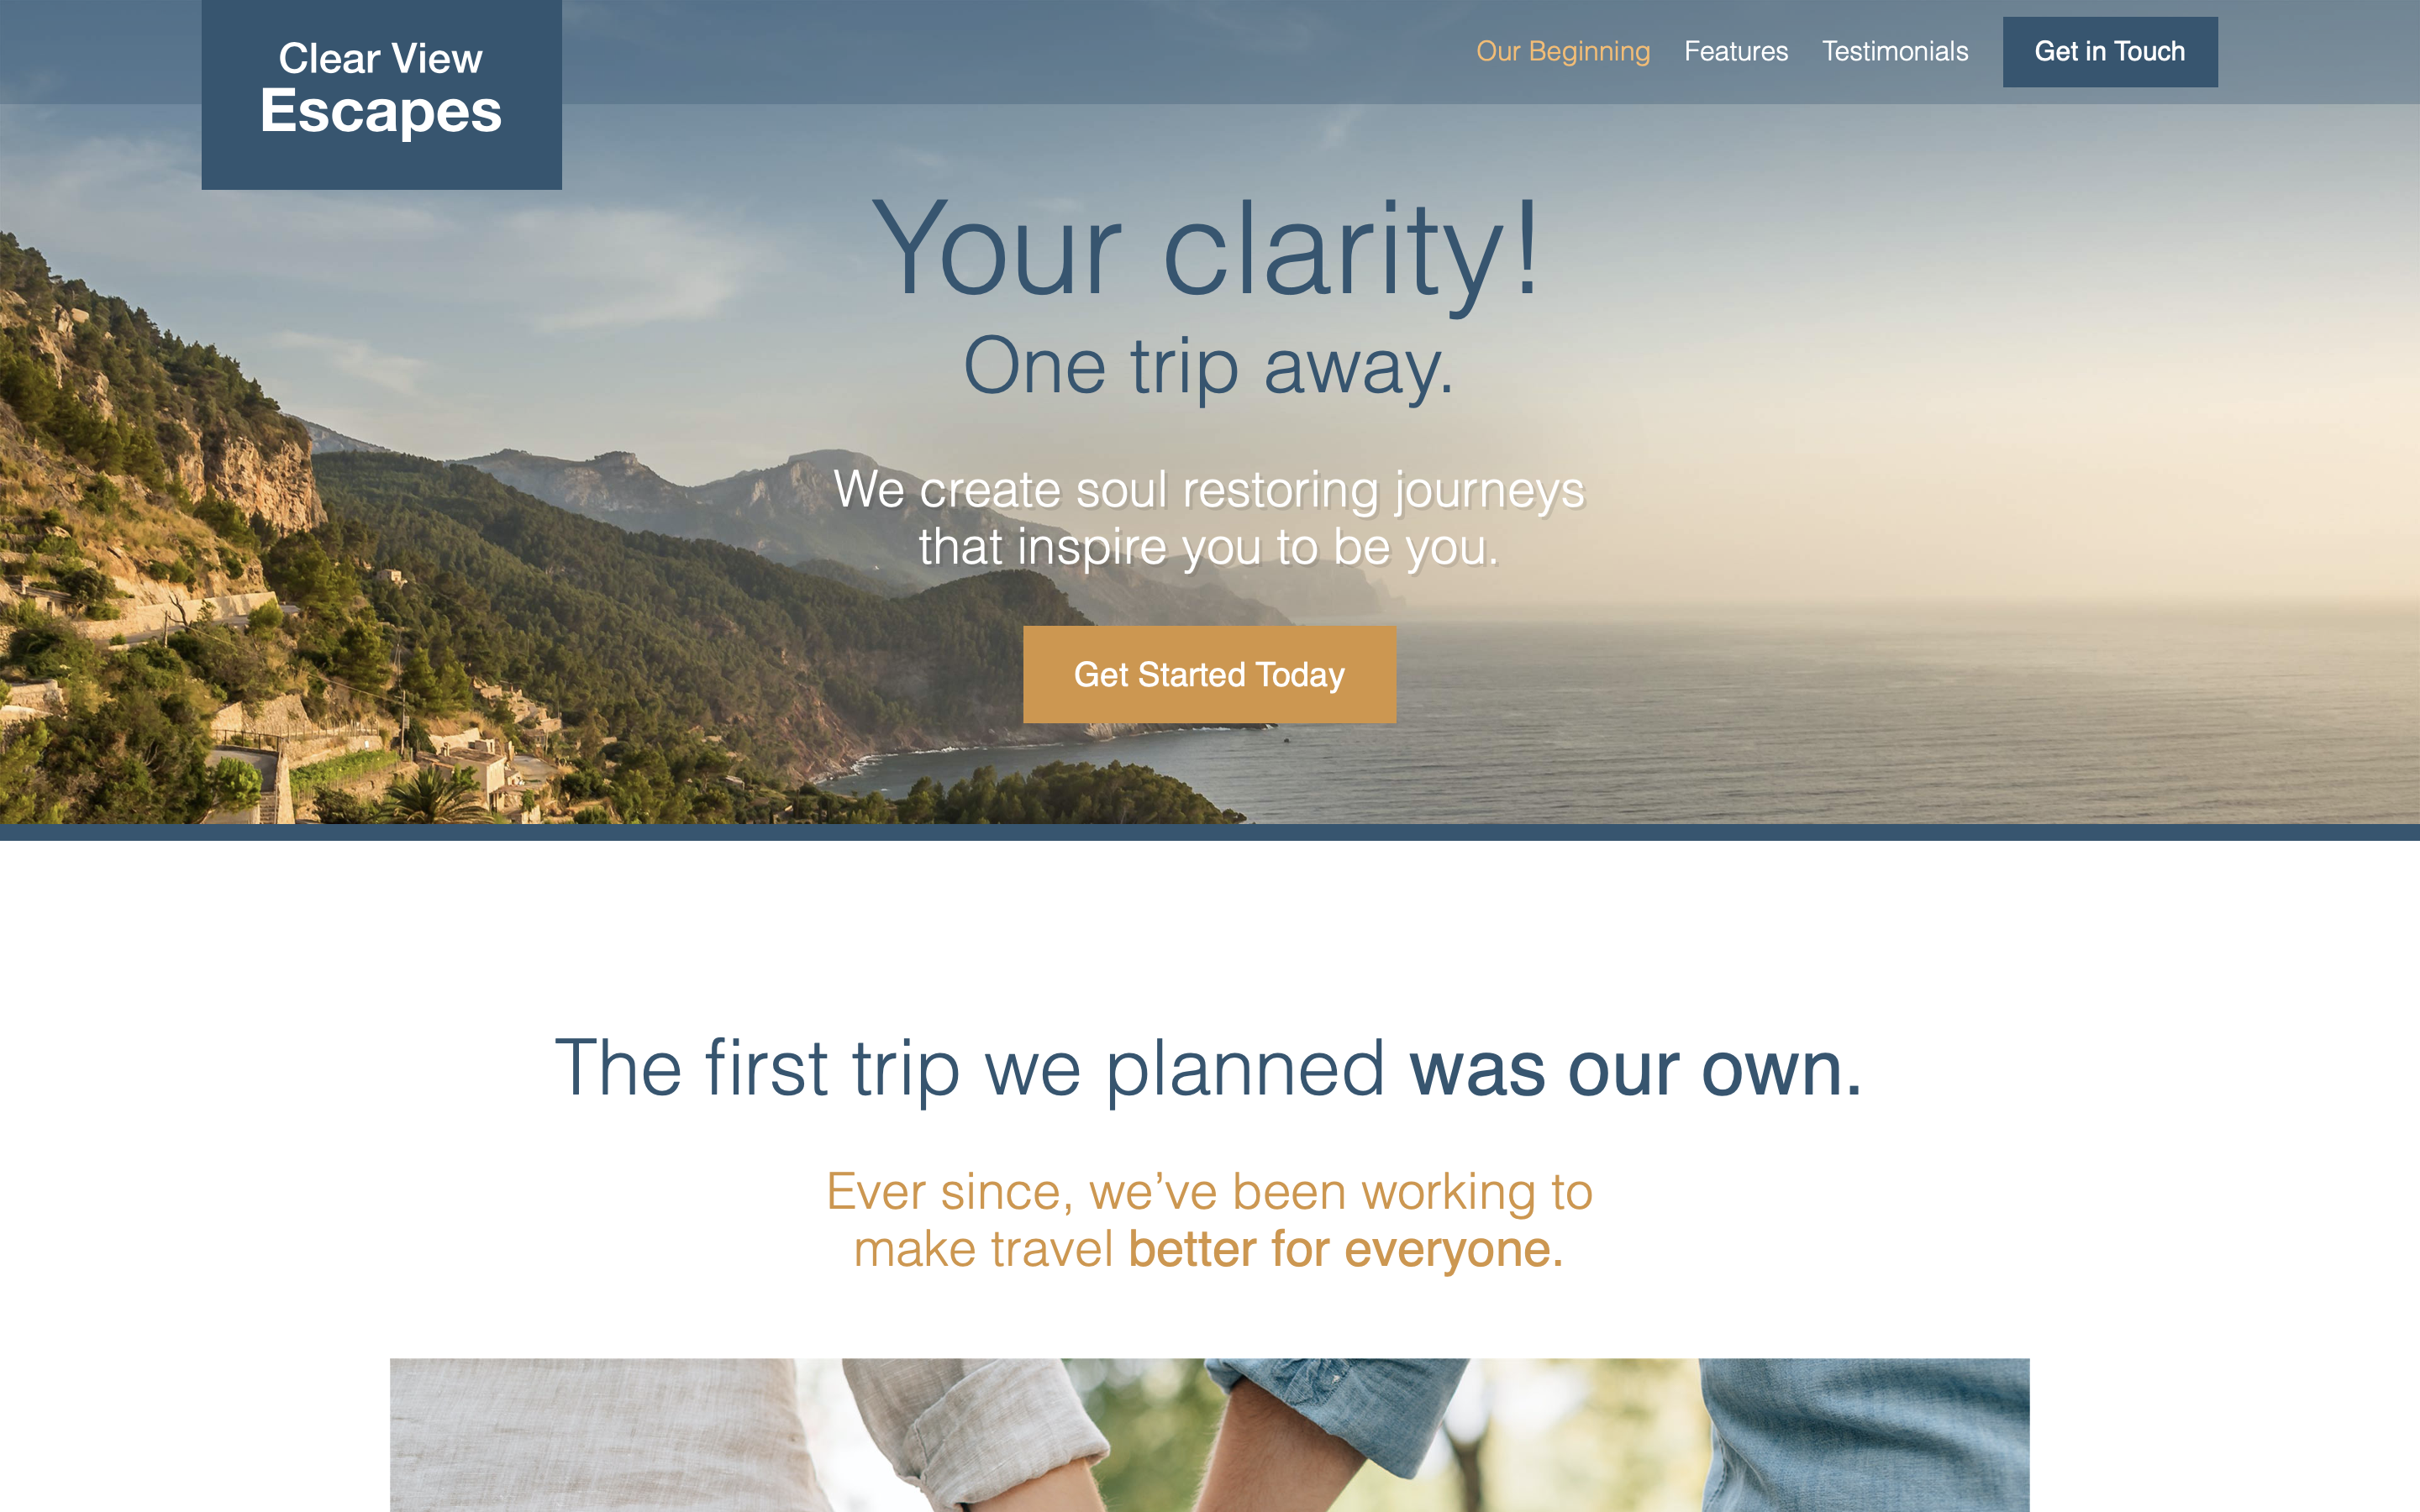 Clear View
Escapes
Our Beginning
Features
Testimonials
Get in Touch
Your clarity!
One trip away.
We create soul restoring journeys
that inspire you to be you.
Get Started Today
The first trip we planned was our own.
Ever since, we’ve been working to
make travel better for everyone.